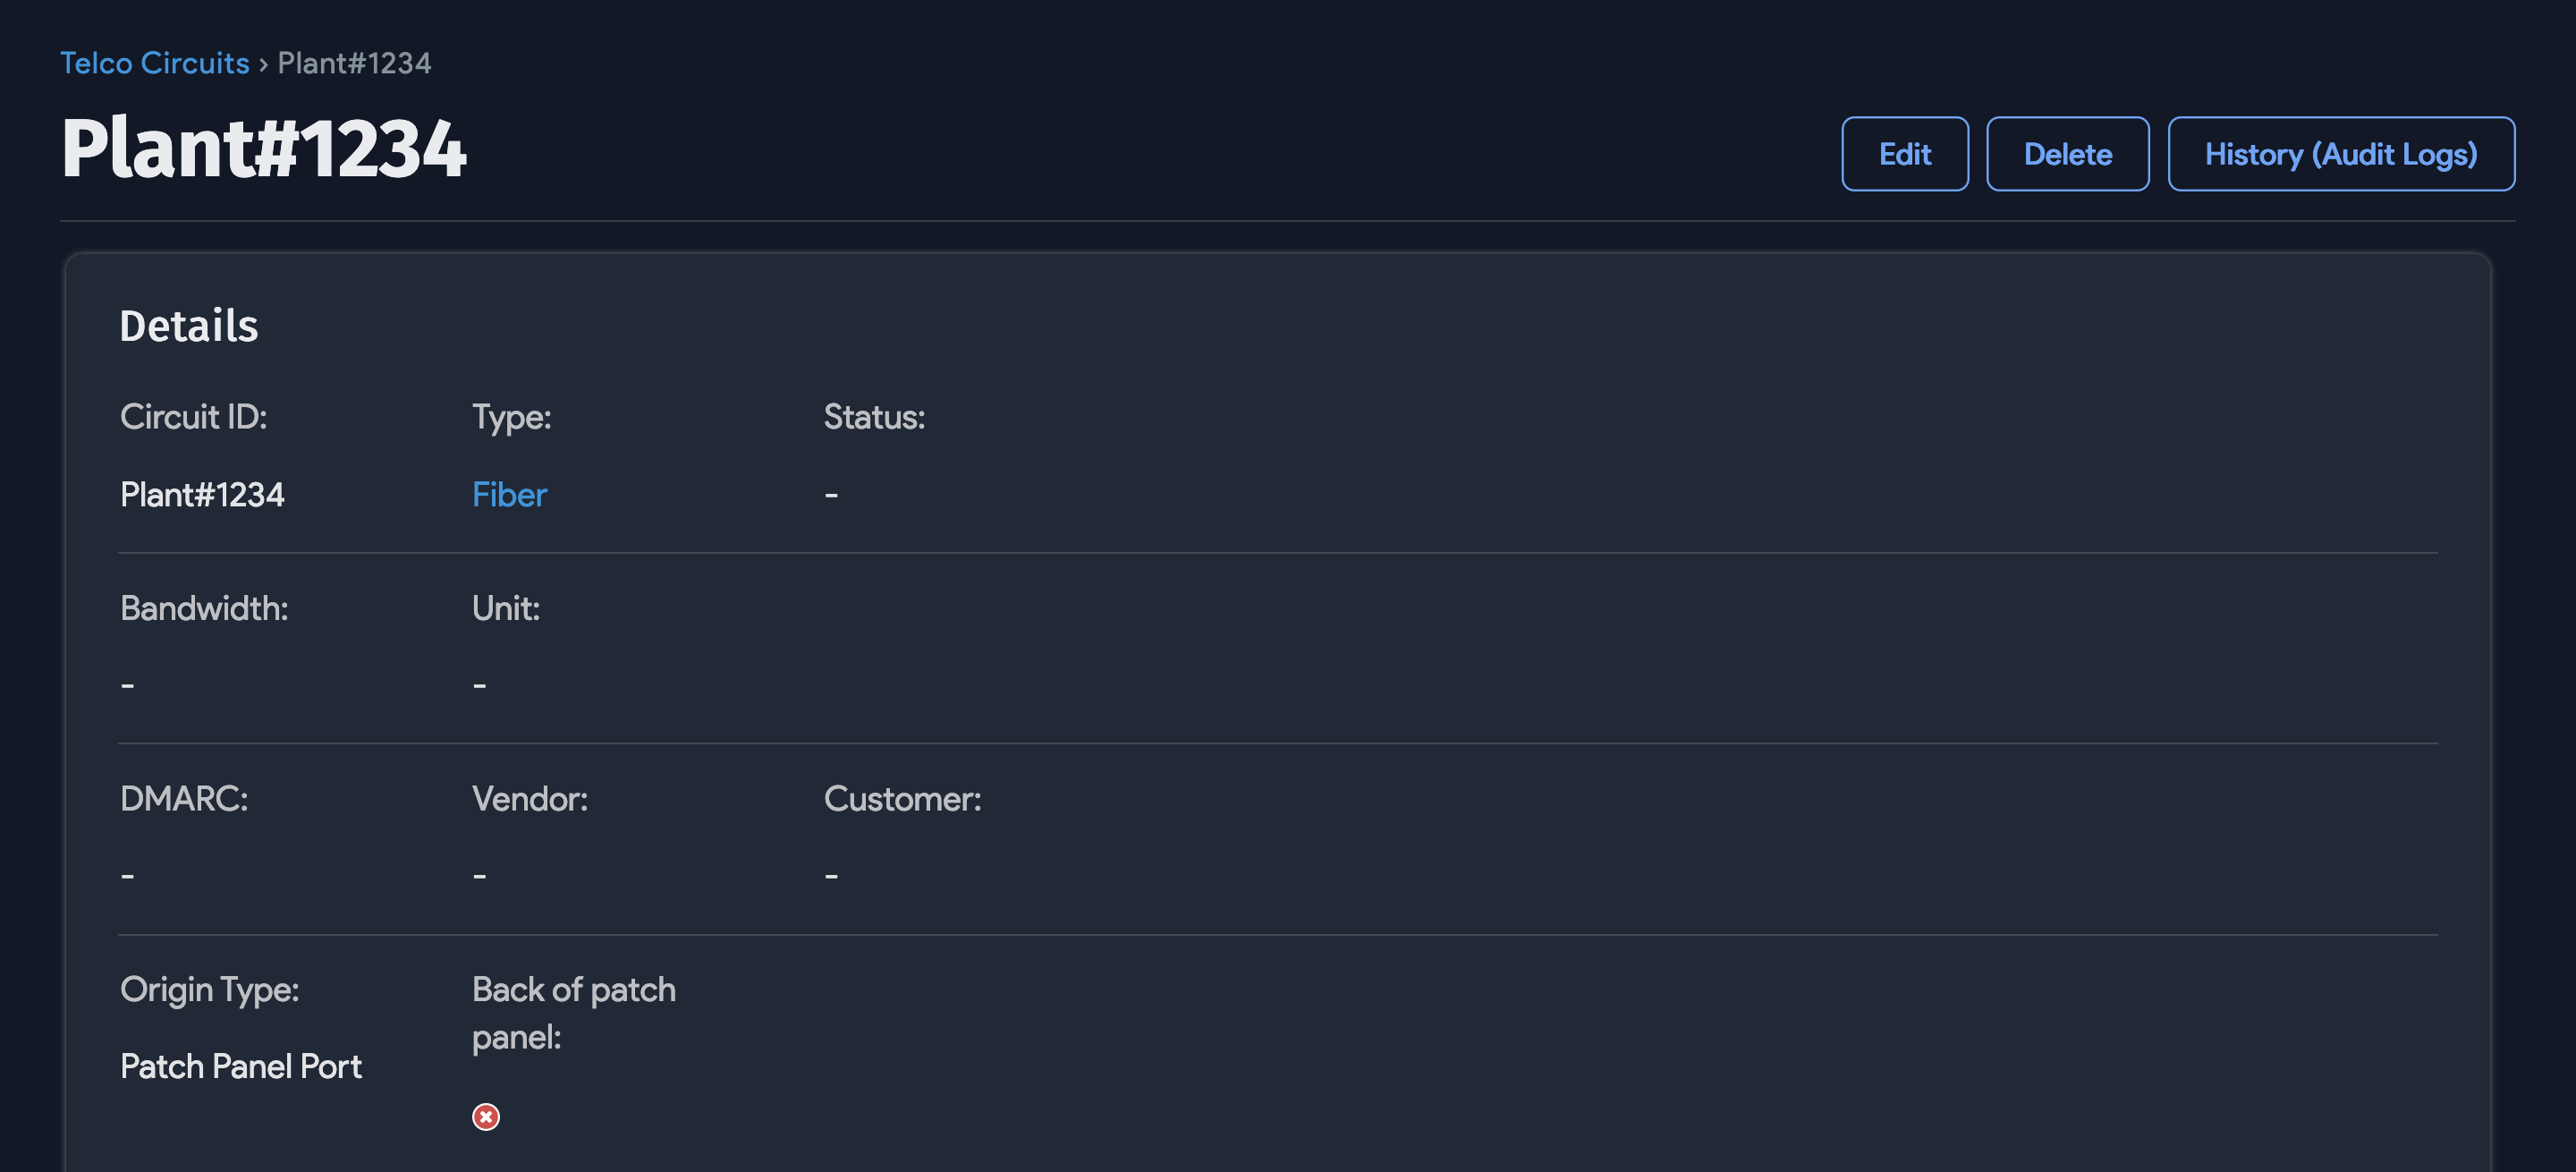 Telco Circuits › Plant#1234
Plant#1234
Edit
Delete
History (Audit Logs)
Details
Circuit ID:
Type:
Status:
Plant#1234
Fiber
-
Bandwidth:
Unit:
-
-
DMARC:
Vendor:
Customer:
-
-
-
Origin Type:
Back of patch
panel:
Patch Panel Port